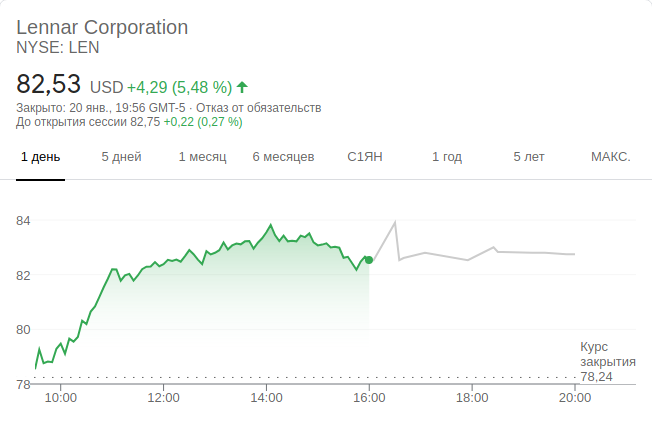 Lennar Corporation
NYSE: LEN
82,53 USD +4,29 (5,48 %)
Закрыто: 20 янв., 19:56 GMT-5 · Отказ от обязательств
До открытия сессии 82,75 +0,22 (0,27 %)
1 день 5 дней 1 месяц 6 месяцев С1ЯН 1 год 5 лет МАКС.
84
82
80
Курс
закрытия
78,24
78
10:00 12:00 14:00 16:00 18:00 20:00